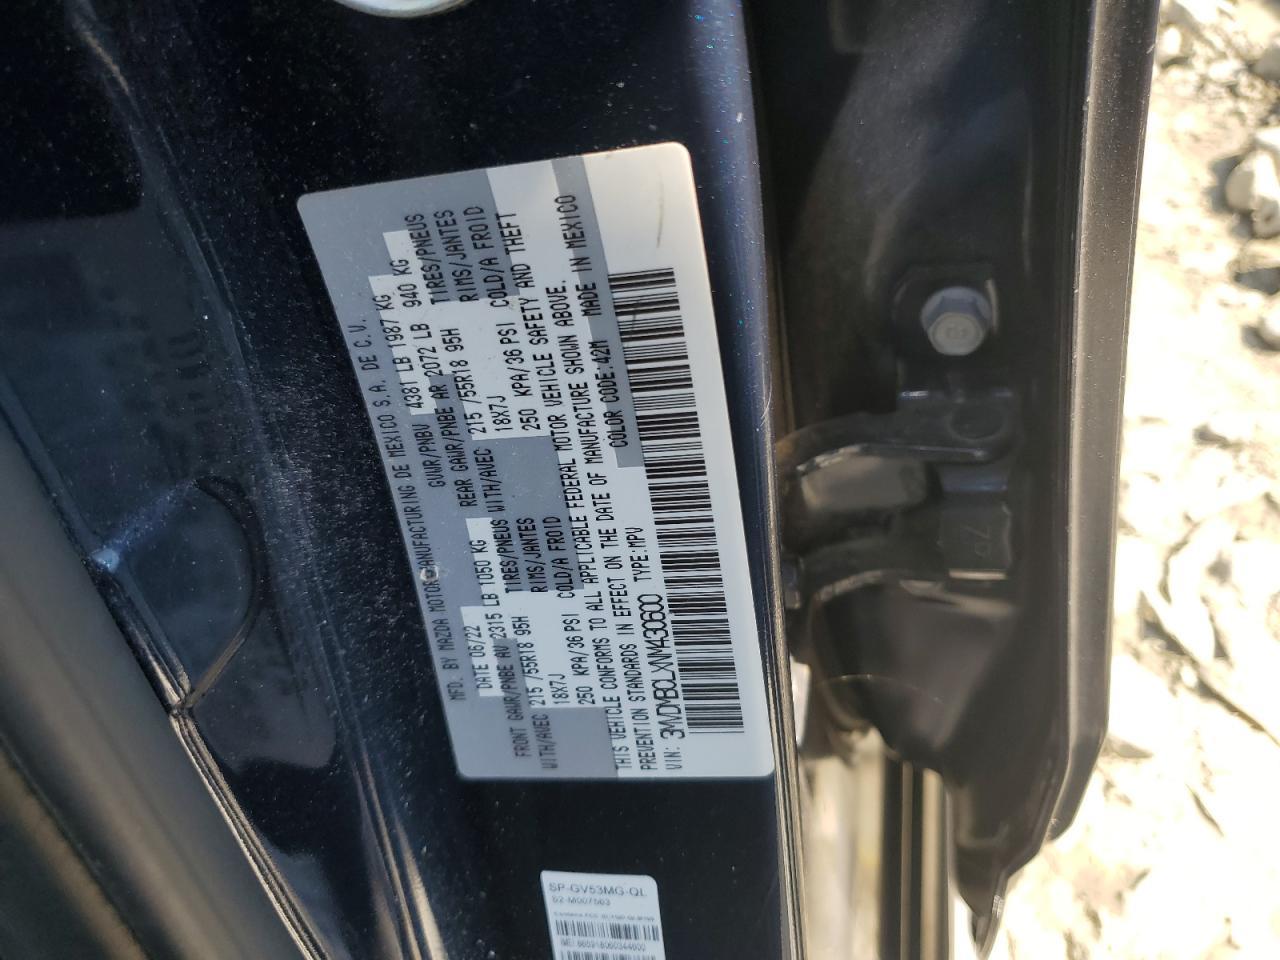 MFD. BY MAZDA MOTOR MANUFACTURING DE MEXICO S.A. DE C.V.
DATE 06/22 GVWR/PNBV 4381 LB 1987 KG
FRONT GAWR/PNBE AV 2315 LB 1050 KG REAR GAWR/PNBE AR 2072 LB 940 KG
WITH/AVEC 215 /55R18 95H TIRES/PNEUS WITH/AVEC 215 /55R18 95H TIRES/PNEUS
18X7J RIMS/JANTES 18X7J RIMS/JANTES
250 KPA/36 PSI COLD/A FROID 250 KPA/36 PSI COLD/A FROID
THIS VEHICLE CONFORMS TO ALL APPLICABLE FEDERAL MOTOR VEHICLE SAFETY AND THEFT
PREVENTION STANDARDS IN EFFECT ON THE DATE OF MANUFACTURE SHOWN ABOVE.
VIN: 3MVDMBCLXNM430600 TYPE:MPV COLOR CODE:42M MADE IN MEXICO
SP-GV53MG-QL